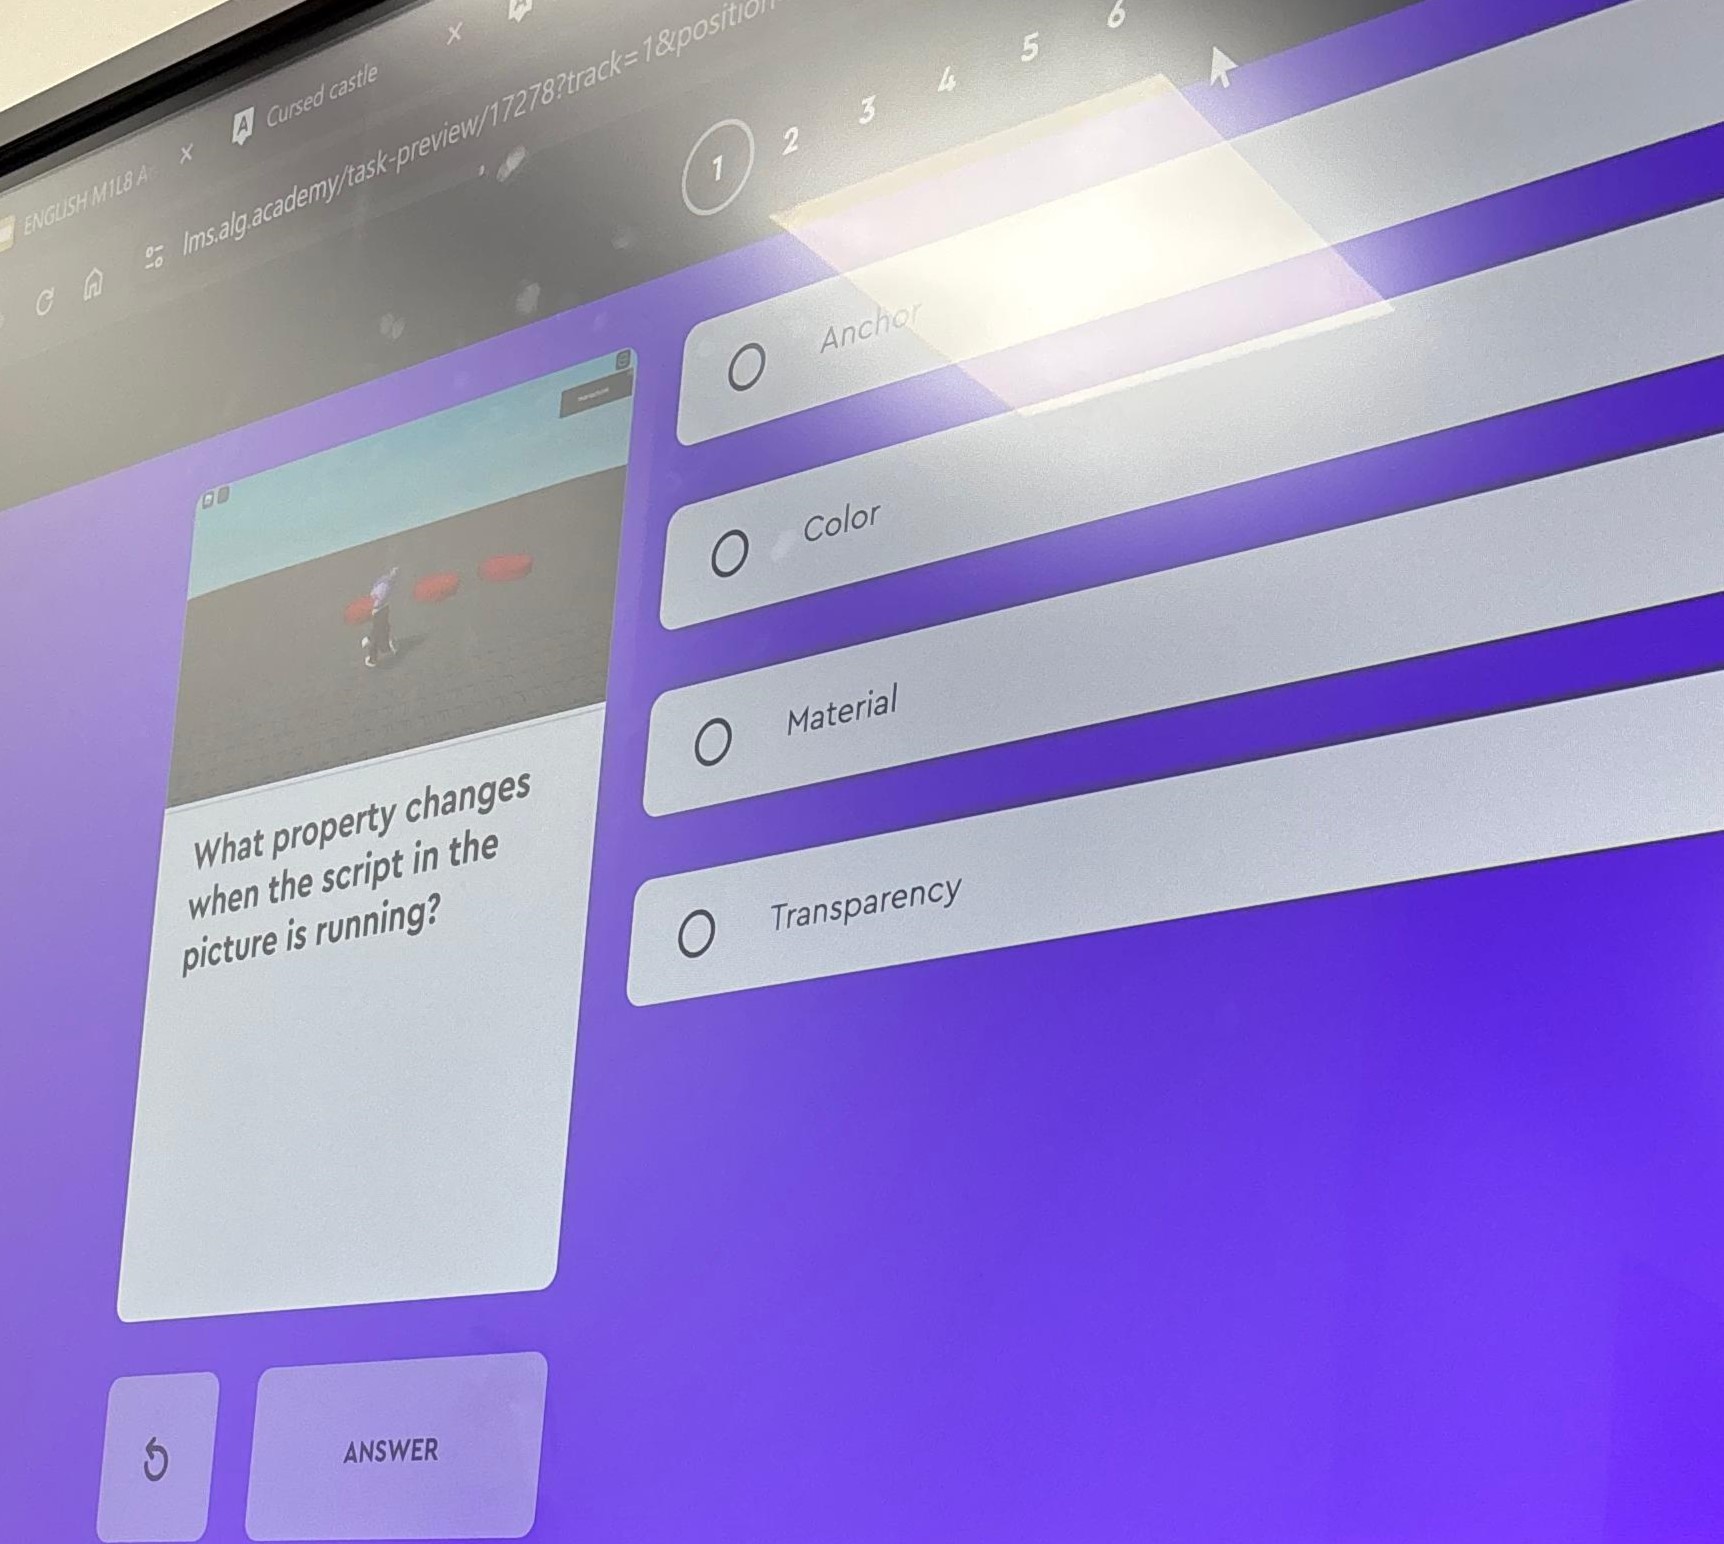 ENGLISH M1L8 A
Cursed castle
lms.alg.academy/task-preview/17278?track=1&position
1 2 3 4 5 6
What property changes
when the script in the
picture is running?
Anchor
Color
Material
Transparency
ANSWER